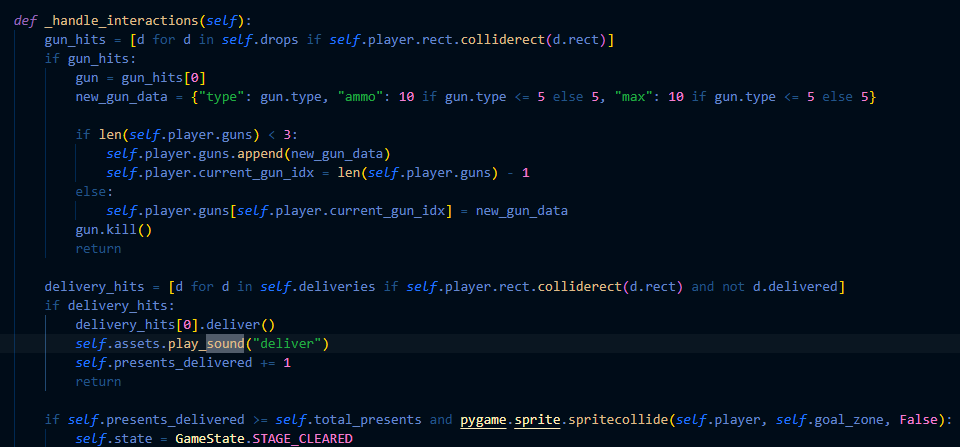 def _handle_interactions(self):
    gun_hits = [d for d in self.drops if self.player.rect.colliderect(d.rect)]
    if gun_hits:
        gun = gun_hits[0]
        new_gun_data = {"type": gun.type, "ammo": 10 if gun.type <= 5 else 5, "max": 10 if gun.type <= 5 else 5}

        if len(self.player.guns) < 3:
            self.player.guns.append(new_gun_data)
            self.player.current_gun_idx = len(self.player.guns) - 1
        else:
            self.player.guns[self.player.current_gun_idx] = new_gun_data
        gun.kill()
        return

    delivery_hits = [d for d in self.deliveries if self.player.rect.colliderect(d.rect) and not d.delivered]
    if delivery_hits:
        delivery_hits[0].deliver()
        self.assets.play_sound("deliver")
        self.presents_delivered += 1
        return

    if self.presents_delivered >= self.total_presents and pygame.sprite.spritecollide(self.player, self.goal_zone, False):
        self.state = GameState.STAGE_CLEARED